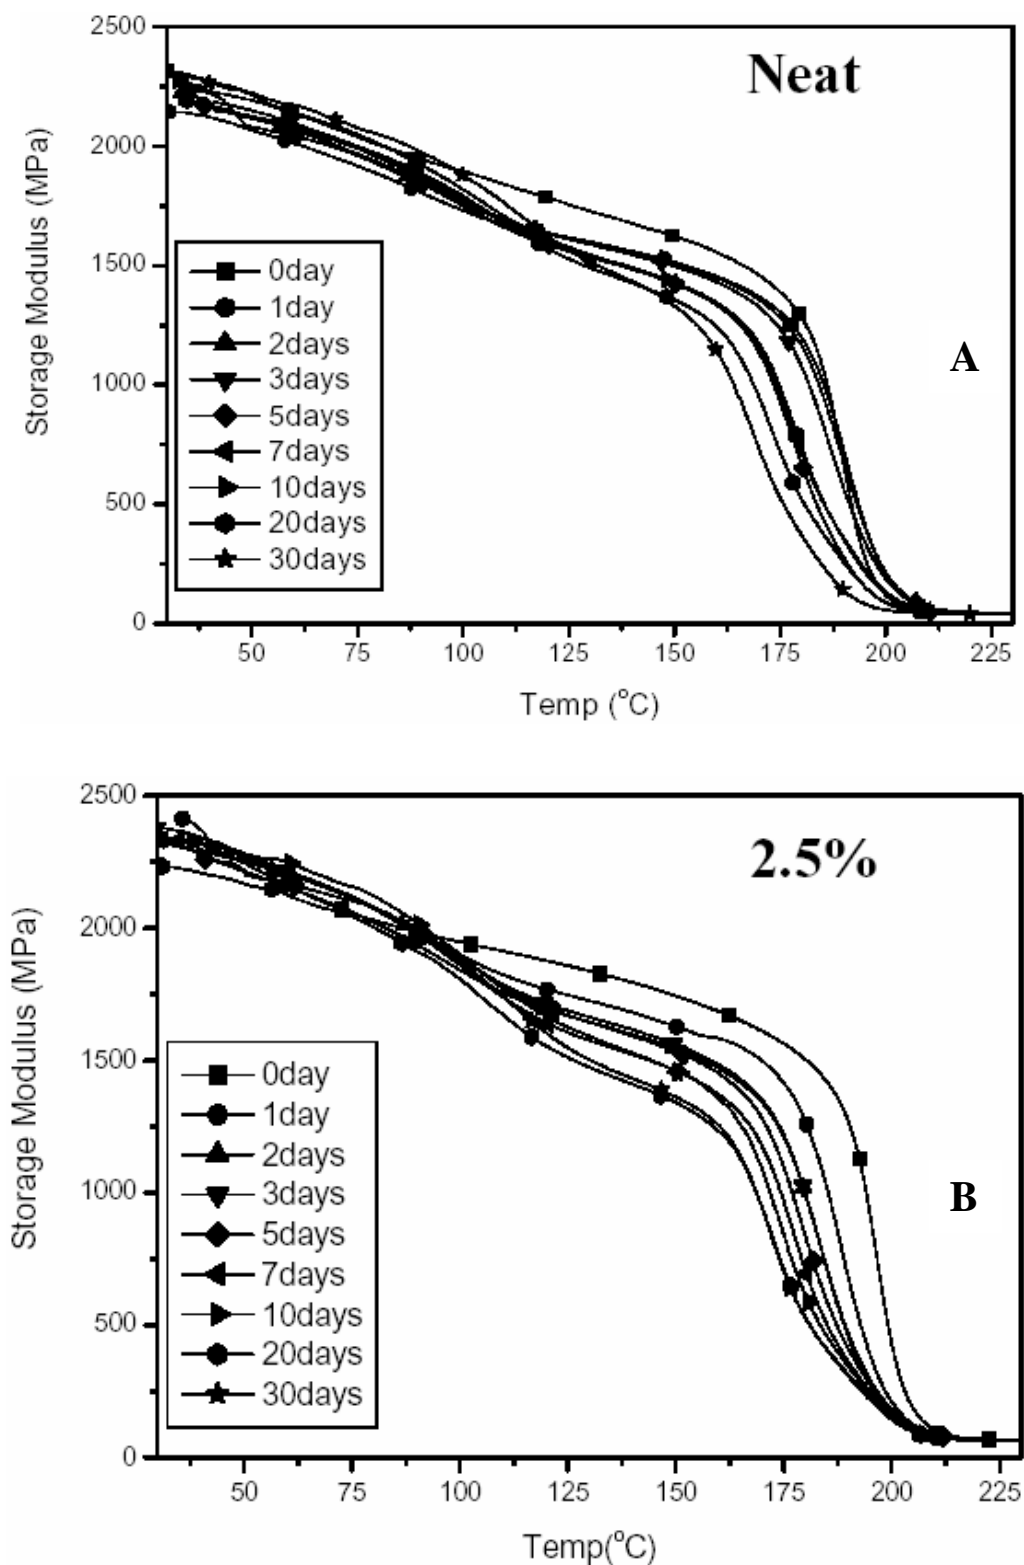 2500
Neat
2000
1500
1000
500
0
Storage Modulus (MPa)
0day
1day
2days
3days
5days
7days
10days
20days
30days
A
50 75 100 125 150 175 200 225
Temp (°C)
2500
2.5%
2000
1500
1000
500
0
Storage Modulus (MPa)
0day
1day
2days
3days
5days
7days
10days
20days
30days
B
50 75 100 125 150 175 200 225
Temp(°C)